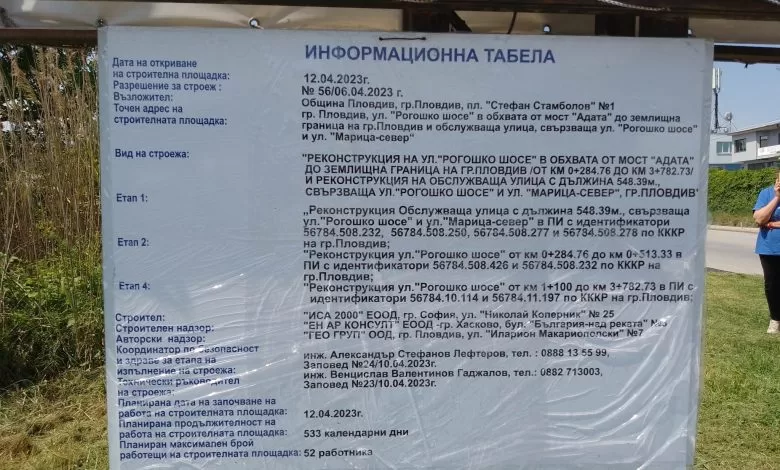 ИНФОРМАЦИОННА ТАБЕЛА
Дата на откриване
на строителна площадка: 12.04.2023г.
Разрешение за строеж : № 56/06.04.2023 г.
Възложител: Община Пловдив, гр.Пловдив, пл. "Стефан Стамболов" №1
Точен адрес на гр. Пловдив, ул. "Рогошко шосе" в обхвата от мост "Адата" до землищна
строителната площадка: граница на гр.Пловдив и обслужваща улица, свързваща ул. "Рогошко шосе"
и ул. "Марица-север"
Вид на строежа: "РЕКОНСТРУКЦИЯ НА УЛ."РОГОШКО ШОСЕ" В ОБХВАТА ОТ МОСТ "АДАТА"
ДО ЗЕМЛИЩНА ГРАНИЦА НА ГР.ПЛОВДИВ /ОТ КМ 0+284.76 ДО КМ 3+782.73/
И РЕКОНСТРУКЦИЯ НА ОБСЛУЖВАЩА УЛИЦА С ДЪЛЖИНА 548.39м.,
СВЪРЗВАЩА УЛ."РОГОШКО ШОСЕ" И УЛ. "МАРИЦА-СЕВЕР", ГР.ПЛОВДИВ"
Етап 1: „Реконструкция Обслужваща улица с дължина 548.39м., свързваща
ул."Рогошко шосе" и ул."Марица-север" в ПИ с идентификатори
56784.508.232, 56784.508.250, 56784.508.277 и 56784.508.278 по КККР
Етап 2: на гр.Пловдив;
"Реконструкция ул."Рогошко шосе" от км 0+284.76 до км 0+513.33 в
ПИ с идентификатори 56784.508.426 и 56784.508.232 по КККР на
гр.Пловдив;
Етап 4: "Реконструкция ул."Рогошко шосе" от км 1+100 до км 3+782.73 в ПИ с
идентификатори 56784.10.114 и 56784.11.197 по КККР на гр.Пловдив;
Строител: "ИСА 2000" ЕООД, гр. София, ул."Николай Коперник" № 25
Строителен надзор: "ЕН АР КОНСУЛТ" ЕООД -гр. Хасково, бул. "България-над реката"
Авторски надзор: "ГЕО ГРУП" ООД, гр. Пловдив, ул. "Иларион Макариополски" №7
Координатор по безопасност
и здраве за етапа на инж. Александър Стефанов Лефтеров, тел. : 0888 13 55 99,
изпълнение на строежа: Заповед №24/10.04.2023г.
Технически ръководител инж. Венцислав Валентинов Гаджалов, тел. : 0882 713003,
на строежа: Заповед №23/10.04.2023г.
Планирана дата на започване на
работа на строителната площадка: 12.04.2023г.
Планирана продължителност на
работа на строителната площадка: 533 календарни дни
Планиран максимален брой
работещи на строителната площадка: 52 работника